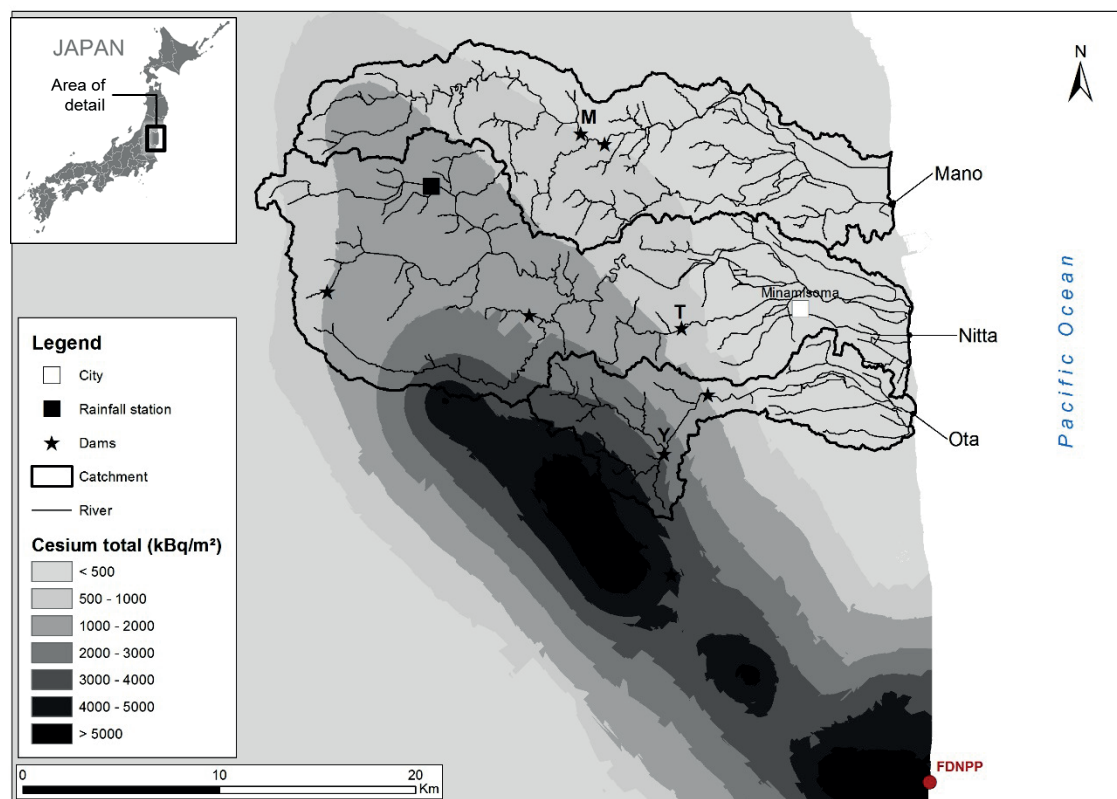 JAPAN
Area of
detail
N
M
Mano
Minamisoma
T
Nitta
Pacific Ocean
Y
Ota
Legend
City
Rainfall station
Dams
Catchment
River
Cesium total (kBq/m²)
< 500
500 - 1000
1000 - 2000
2000 - 3000
3000 - 4000
4000 - 5000
> 5000
0 10 20
Km
FDNPP